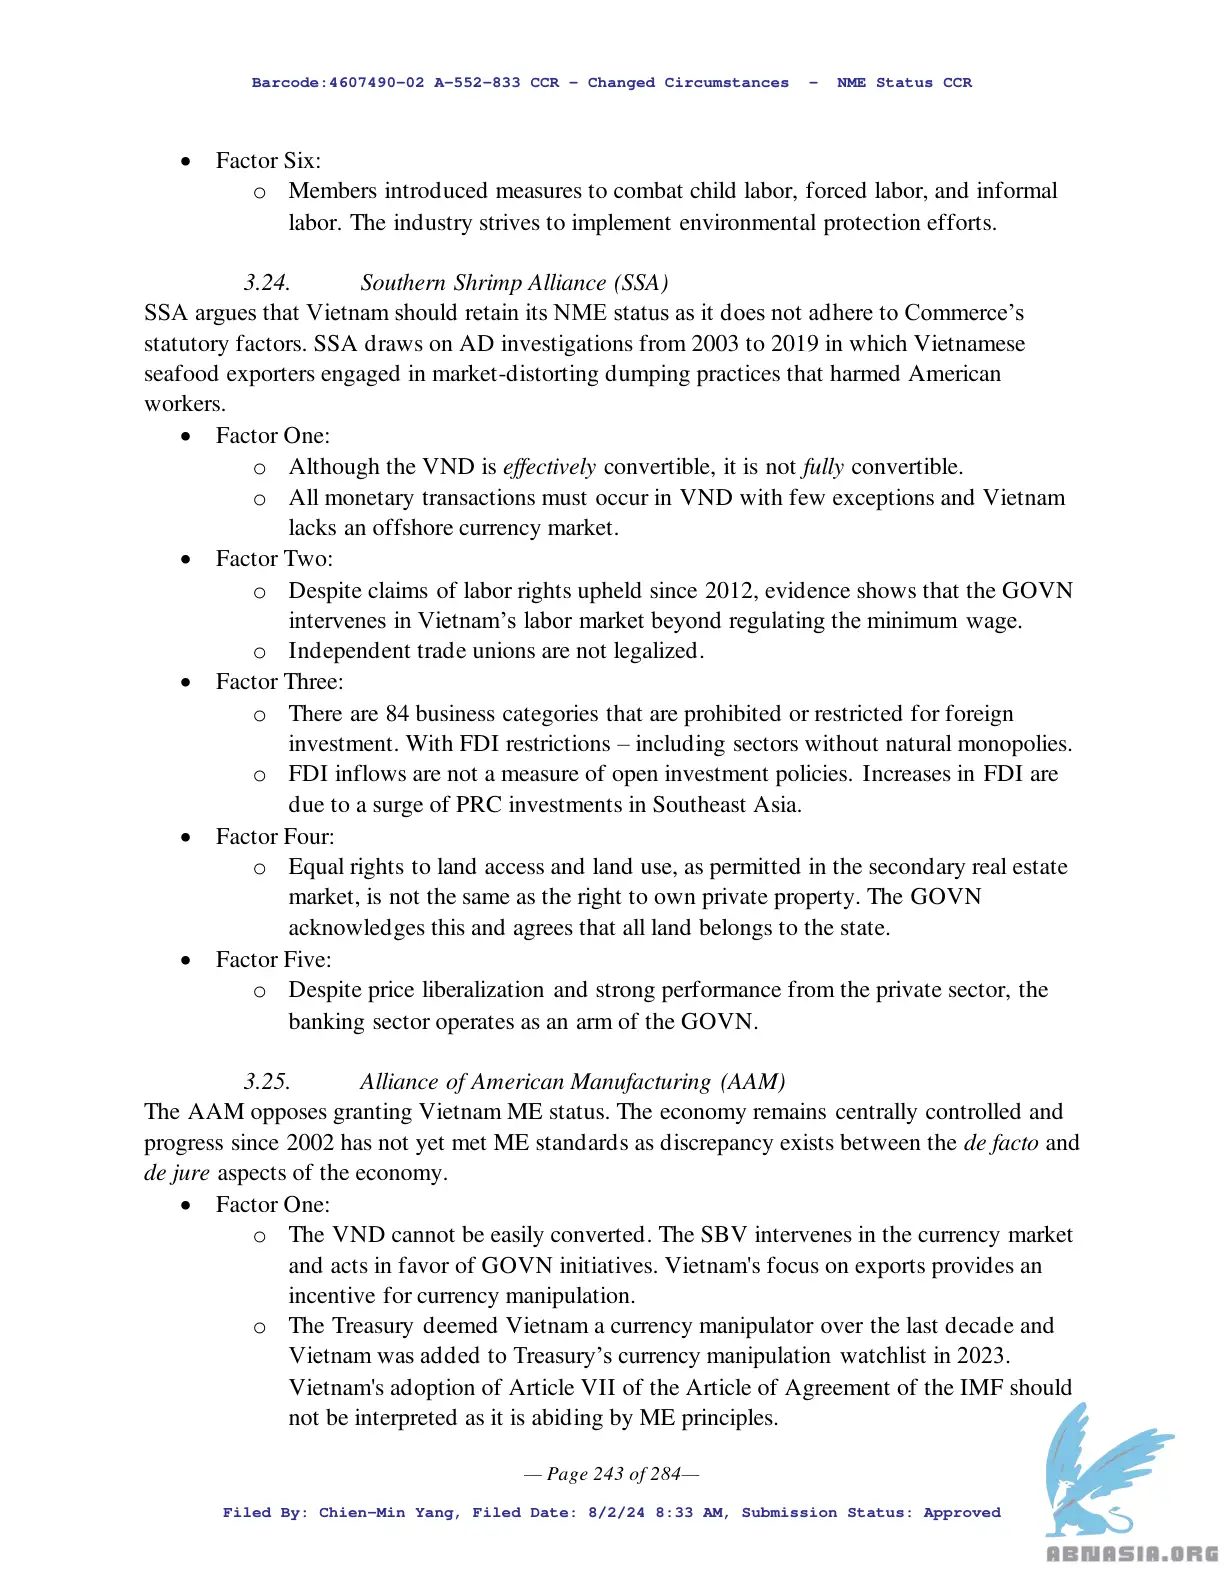 Barcode:4607490-02 A-552-833 CCR - Changed Circumstances - NME Status CCR
• Factor Six:
o Members introduced measures to combat child labor, forced labor, and informal
labor. The industry strives to implement environmental protection efforts.
3.24. Southern Shrimp Alliance (SSA)
SSA argues that Vietnam should retain its NME status as it does not adhere to Commerce’s
statutory factors. SSA draws on AD investigations from 2003 to 2019 in which Vietnamese
seafood exporters engaged in market-distorting dumping practices that harmed American
workers.
• Factor One:
o Although the VND is effectively convertible, it is not fully convertible.
o All monetary transactions must occur in VND with few exceptions and Vietnam
lacks an offshore currency market.
• Factor Two:
o Despite claims of labor rights upheld since 2012, evidence shows that the GOVN
intervenes in Vietnam’s labor market beyond regulating the minimum wage.
o Independent trade unions are not legalized.
• Factor Three:
o There are 84 business categories that are prohibited or restricted for foreign
investment. With FDI restrictions – including sectors without natural monopolies.
o FDI inflows are not a measure of open investment policies. Increases in FDI are
due to a surge of PRC investments in Southeast Asia.
• Factor Four:
o Equal rights to land access and land use, as permitted in the secondary real estate
market, is not the same as the right to own private property. The GOVN
acknowledges this and agrees that all land belongs to the state.
• Factor Five:
o Despite price liberalization and strong performance from the private sector, the
banking sector operates as an arm of the GOVN.
3.25. Alliance of American Manufacturing (AAM)
The AAM opposes granting Vietnam ME status. The economy remains centrally controlled and
progress since 2002 has not yet met ME standards as discrepancy exists between the de facto and
de jure aspects of the economy.
• Factor One:
o The VND cannot be easily converted. The SBV intervenes in the currency market
and acts in favor of GOVN initiatives. Vietnam's focus on exports provides an
incentive for currency manipulation.
o The Treasury deemed Vietnam a currency manipulator over the last decade and
Vietnam was added to Treasury’s currency manipulation watchlist in 2023.
Vietnam's adoption of Article VII of the Article of Agreement of the IMF should
not be interpreted as it is abiding by ME principles.
— Page 243 of 284—
Filed By: Chien-Min Yang, Filed Date: 8/2/24 8:33 AM, Submission Status: Approved
ABNASIA.ORG